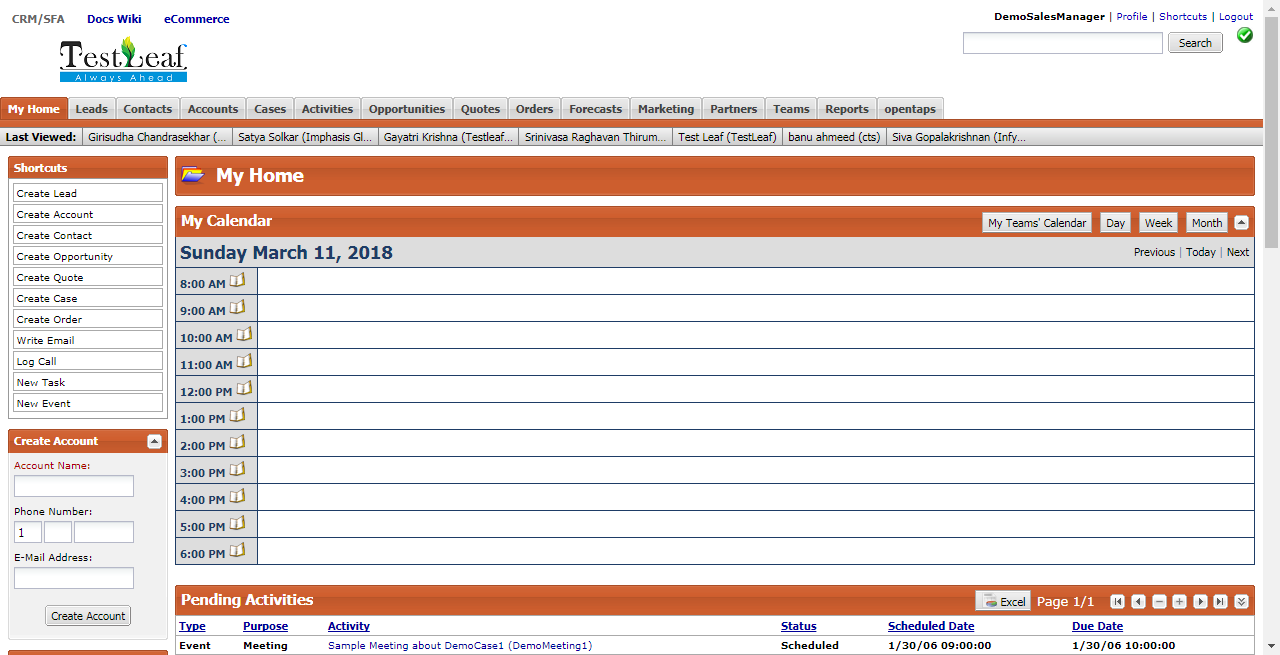 CRM/SFA Docs Wiki eCommerce
DemoSalesManager | Profile | Shortcuts | Logout
TestLeaf
Always Ahead
Search
My Home Leads Contacts Accounts Cases Activities Opportunities Quotes Orders Forecasts Marketing Partners Teams Reports opentaps
Last Viewed: Girisudha Chandrasekhar (... Satya Solkar (Imphasis Gl... Gayatri Krishna (Testleaf... Srinivasa Raghavan Thirum... Test Leaf (TestLeaf) banu ahmeed (cts) Siva Gopalakrishnan (Infy...
Shortcuts
Create Lead
Create Account
Create Contact
Create Opportunity
Create Quote
Create Case
Create Order
Write Email
Log Call
New Task
New Event
Create Account
Account Name:
Phone Number:
1
E-Mail Address:
Create Account
My Home
My Calendar
My Teams' Calendar Day Week Month
Sunday March 11, 2018
Previous | Today | Next
8:00 AM
9:00 AM
10:00 AM
11:00 AM
12:00 PM
1:00 PM
2:00 PM
3:00 PM
4:00 PM
5:00 PM
6:00 PM
Pending Activities
Excel Page 1/1
Type Purpose Activity Status Scheduled Date Due Date
Event Meeting Sample Meeting about DemoCase1 (DemoMeeting1) Scheduled 1/30/06 09:00:00 1/30/06 10:00:00